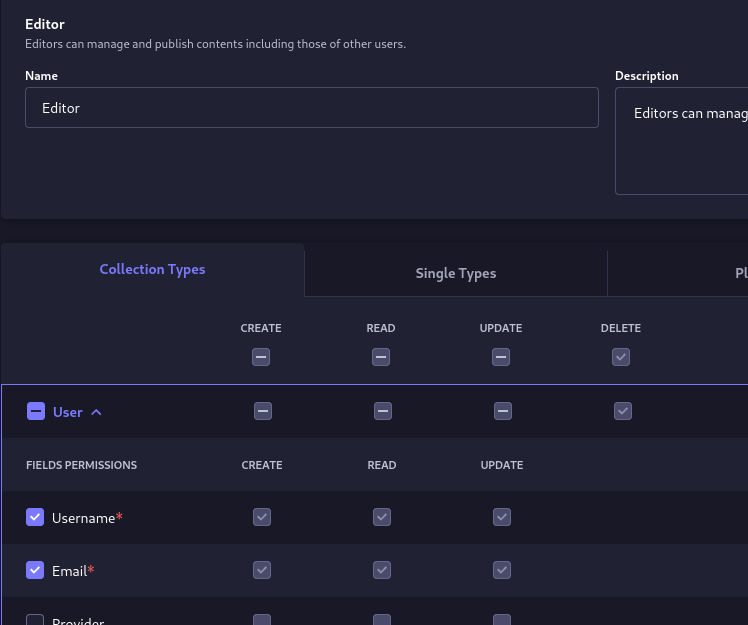 Editor
Editors can manage and publish contents including those of other users.
Name
Description
Editor
Editors can manag
Collection Types
Single Types
Pl
CREATE READ UPDATE DELETE
User
FIELDS PERMISSIONS CREATE READ UPDATE
Username*
Email*
Provider